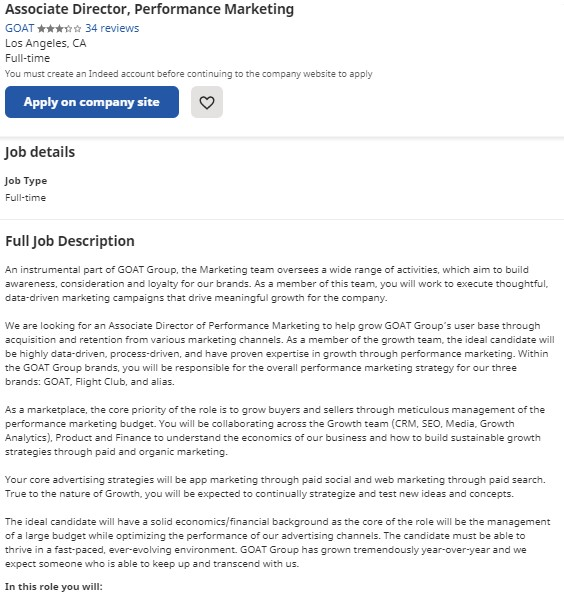 Associate Director, Performance Marketing
GOAT 34 reviews
Los Angeles, CA
Full-time
You must create an Indeed account before continuing to the company website to apply
Apply on company site
Job details
Job Type
Full-time
Full Job Description
An instrumental part of GOAT Group, the Marketing team oversees a wide range of activities, which aim to build
awareness, consideration and loyalty for our brands. As a member of this team, you will work to execute thoughtful,
data-driven marketing campaigns that drive meaningful growth for the company.
We are looking for an Associate Director of Performance Marketing to help grow GOAT Group's user base through
acquisition and retention from various marketing channels. As a member of the growth team, the ideal candidate will
be highly data-driven, process-driven, and have proven expertise in growth through performance marketing. Within
the GOAT Group brands, you will be responsible for the overall performance marketing strategy for our three
brands: GOAT, Flight Club, and alias.
As a marketplace, the core priority of the role is to grow buyers and sellers through meticulous management of the
performance marketing budget. You will be collaborating across the Growth team (CRM, SEO, Media, Growth
Analytics), Product and Finance to understand the economics of our business and how to build sustainable growth
strategies through paid and organic marketing.
Your core advertising strategies will be app marketing through paid social and web marketing through paid search.
True to the nature of Growth, you will be expected to continually strategize and test new ideas and concepts.
The ideal candidate will have a solid economics/financial background as the core of the role will be the management
of a large budget while optimizing the performance of our advertising channels. The candidate must be able to
thrive in a fast-paced, ever-evolving environment. GOAT Group has grown tremendously year-over-year and we
expect someone who is able to keep up and transcend with us.
In this role you will: